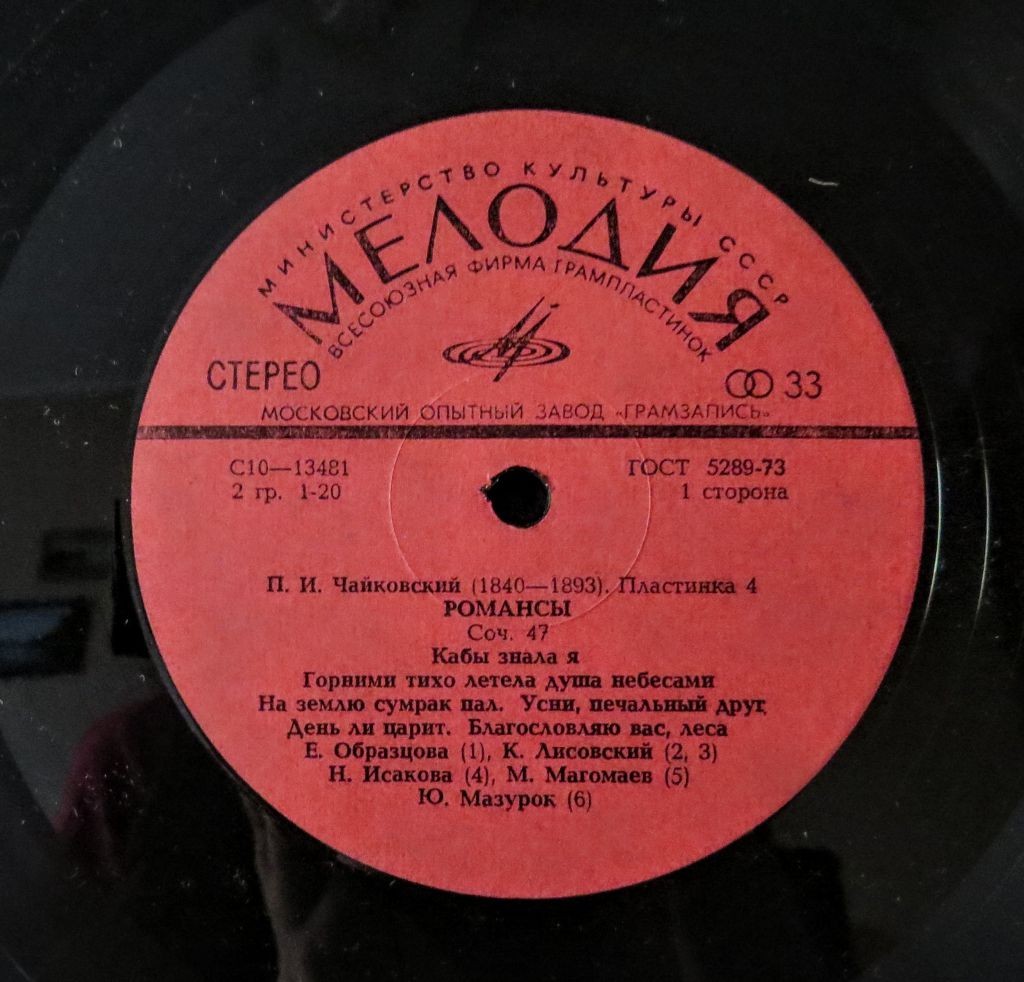 МИНИСТЕРСТВО КУЛЬТУРЫ СССР
МЕЛОДИЯ
ВСЕСОЮЗНАЯ ФИРМА ГРАМПЛАСТИНОК
СТЕРЕО
33
МОСКОВСКИЙ ОПЫТНЫЙ ЗАВОД «ГРАМЗАПИСЬ»
С10—13481
ГОСТ 5289-73
2 гр. 1-20
1 сторона
П. И. Чайковский (1840—1893). Пластинка 4
РОМАНСЫ
Соч. 47
Кабы знала я
Горними тихо летела душа небесами
На землю сумрак пал. Усни, печальный друг,
День ли царит. Благословляю вас, леса
Е. Образцова (1), К. Лисовский (2, 3)
Н. Исакова (4), М. Магомаев (5)
Ю. Мазурок (6)